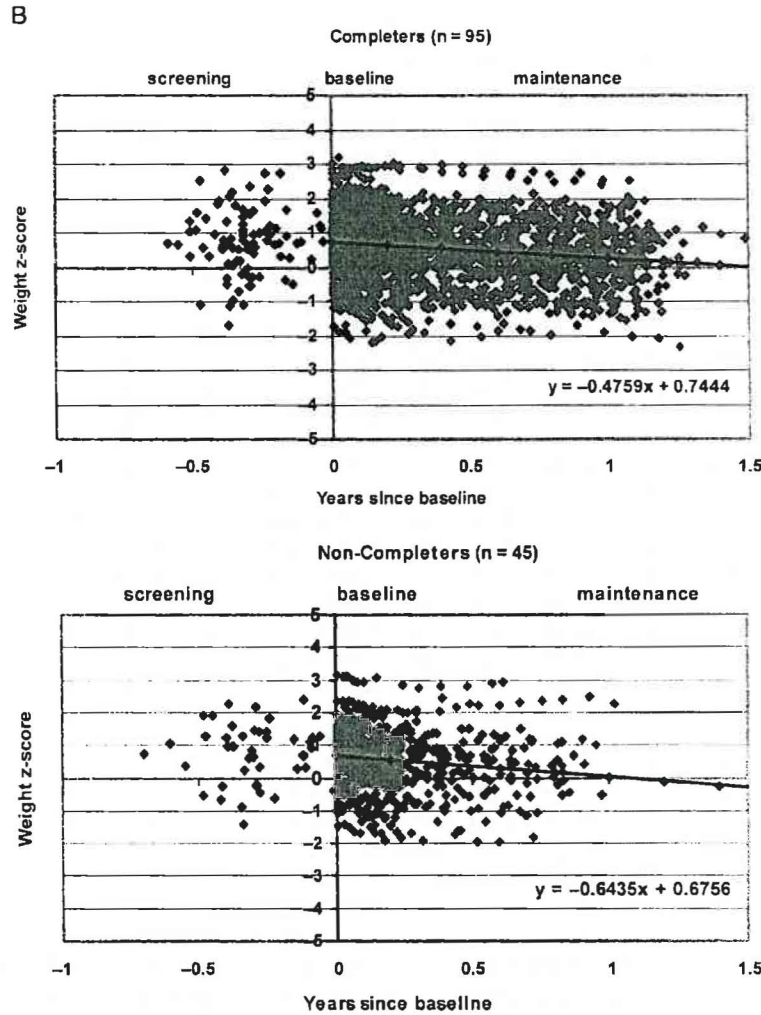 B
Completers (n = 95)
screening baseline maintenance
Weight z-score
5
4
3
2
1
0
–1
–2
–3
–4
5
y = –0.4759x + 0.7444
–1 –0.5 0 0.5 1 1.5
Years since baseline
Non-Completers (n = 45)
screening baseline maintenance
Weight z-score
5
4
3
2
1
0
–1
–2
–3
–4
5
y = –0.6435x + 0.6756
–1 –0.5 0 0.5 1 1.5
Years since baseline